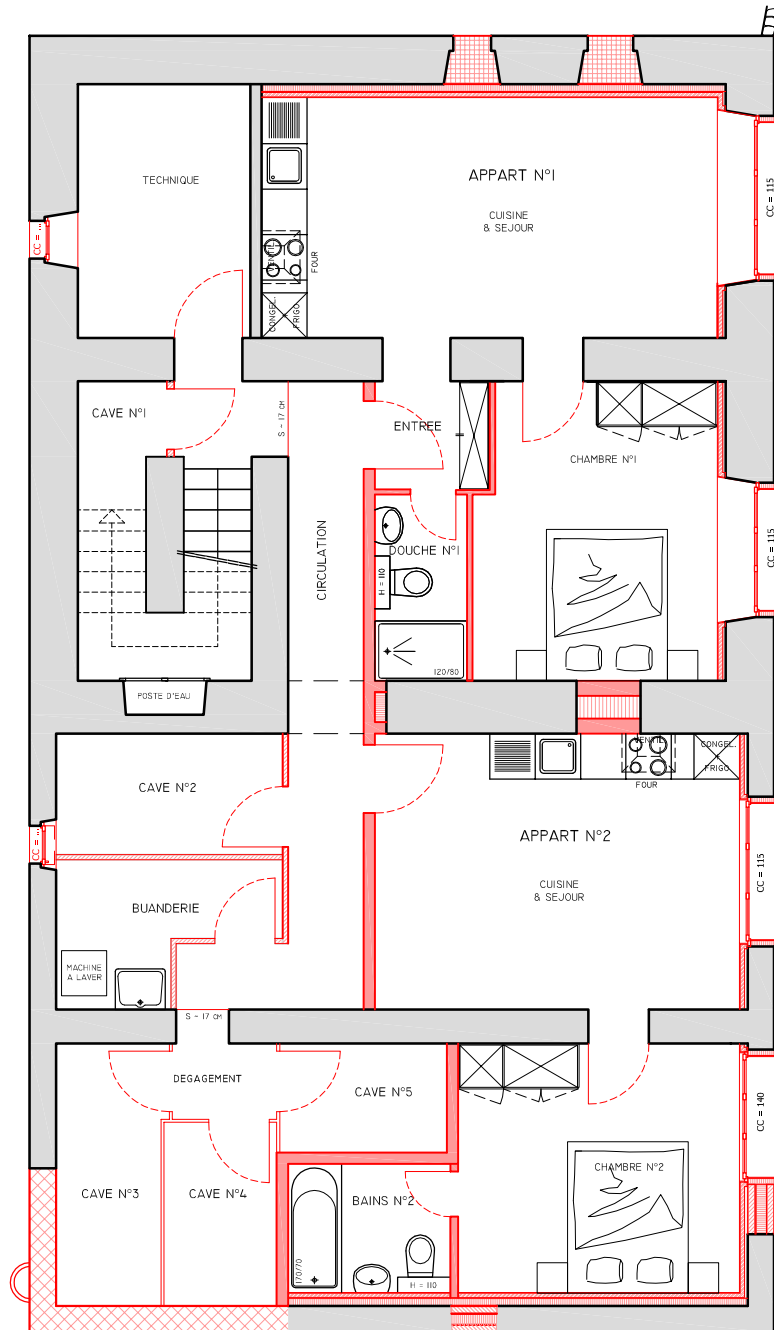 TECHNIQUE
APPART N°1
CUISINE
& SEJOUR
CC = 115
CC = ...
VENTIL.
FOUR
CONGEL.
FRIGO
CAVE N°1
S - 17 CM
ENTREE
CHAMBRE N°1
CIRCULATION
DOUCHE N°1
CC = 115
H = 110
120/80
POSTE D'EAU
VENTIL.
CONGEL.
FRIGO
FOUR
CAVE N°2
APPART N°2
CC = ...
CC = 115
CUISINE
& SEJOUR
BUANDERIE
MACHINE
A LAVER
S - 17 CM
DEGAGEMENT
CAVE N°5
CC = 140
CHAMBRE N°2
CAVE N°3
CAVE N°4
BAINS N°2
170/70
H = 110